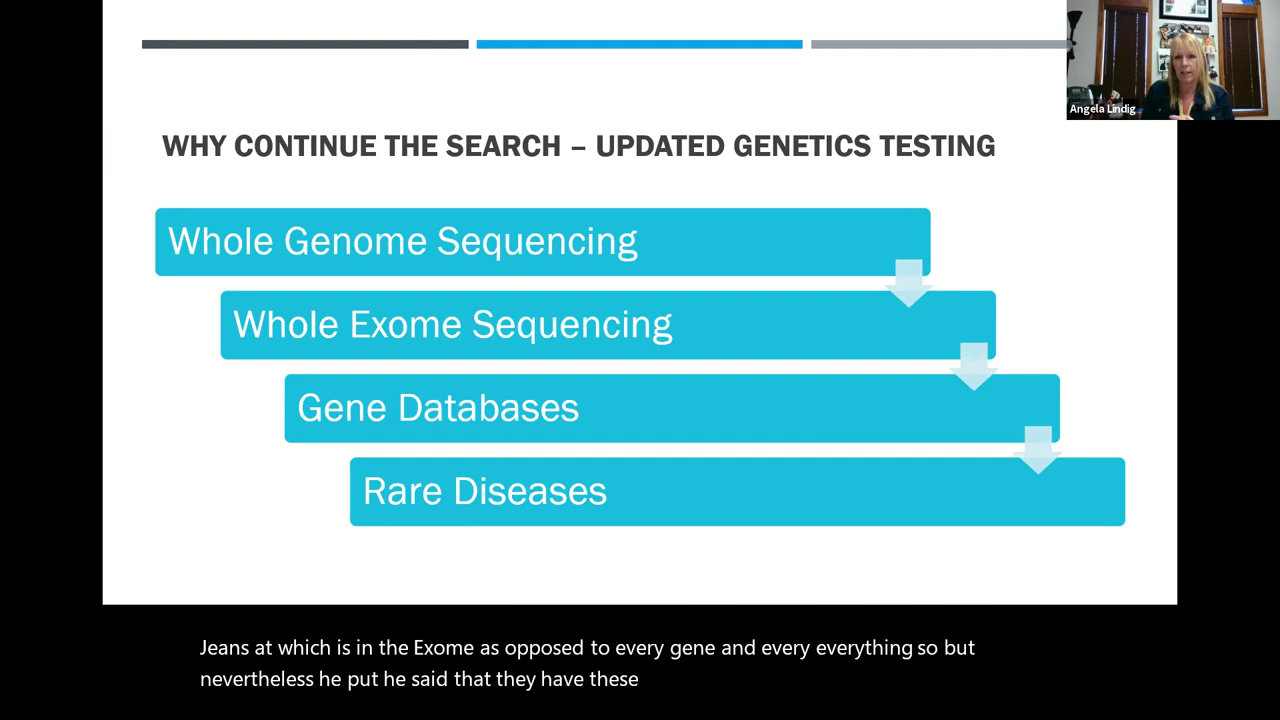 Angela Lindig
WHY CONTINUE THE SEARCH – UPDATED GENETICS TESTING
Whole Genome Sequencing
Whole Exome Sequencing
Gene Databases
Rare Diseases
Jeans at which is in the Exome as opposed to every gene and every everything so but
nevertheless he put he said that they have these